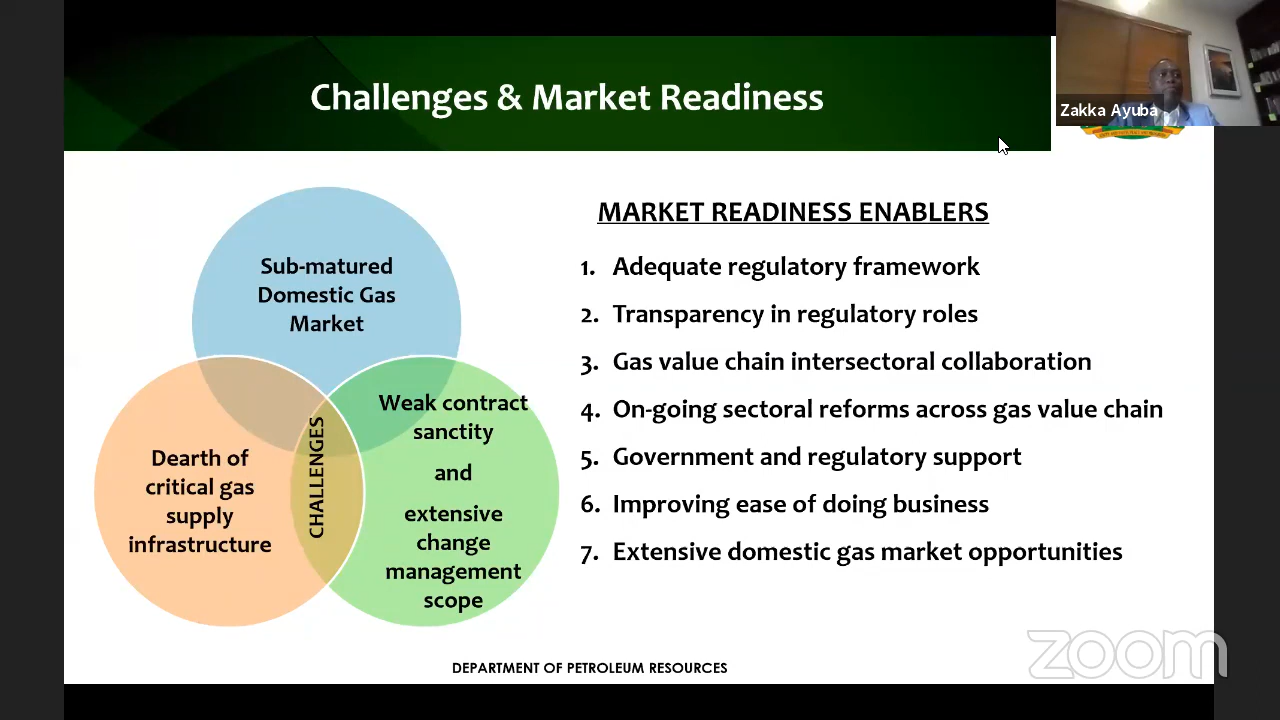 Challenges & Market Readiness
Zakka Ayuba
Sub-matured
Domestic Gas
Market
Dearth of
critical gas
supply
infrastructure
CHALLENGES
Weak contract
sanctity
and
extensive
change
management
scope
MARKET READINESS ENABLERS
1. Adequate regulatory framework
2. Transparency in regulatory roles
3. Gas value chain intersectoral collaboration
4. On-going sectoral reforms across gas value chain
5. Government and regulatory support
6. Improving ease of doing business
7. Extensive domestic gas market opportunities
DEPARTMENT OF PETROLEUM RESOURCES
zoom